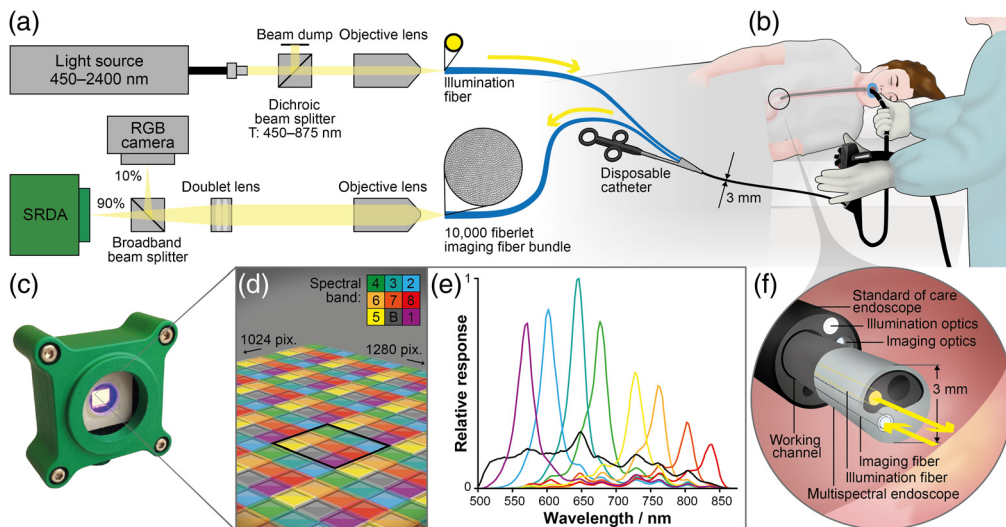 (a)
Light source
450–2400 nm
Beam dump
Objective lens
Dichroic
beam splitter
T: 450–875 nm
Illumination
fiber
RGB
camera
10%
90%
SRDA
Doublet lens
Objective lens
Broadband
beam splitter
10,000 fiberlet
imaging fiber bundle
Disposable
catheter
3 mm
(b)
(c)
(d)
Spectral
band:
4 3 2
6 7 8
5 B 1
1024 pix.
1280 pix.
(e)
Relative response
1
0
500 550 600 650 700 750 800 850
Wavelength / nm
(f)
Standard of care
endoscope
Illumination optics
Imaging optics
3 mm
Working
channel
Imaging fiber
Illumination fiber
Multispectral endoscope